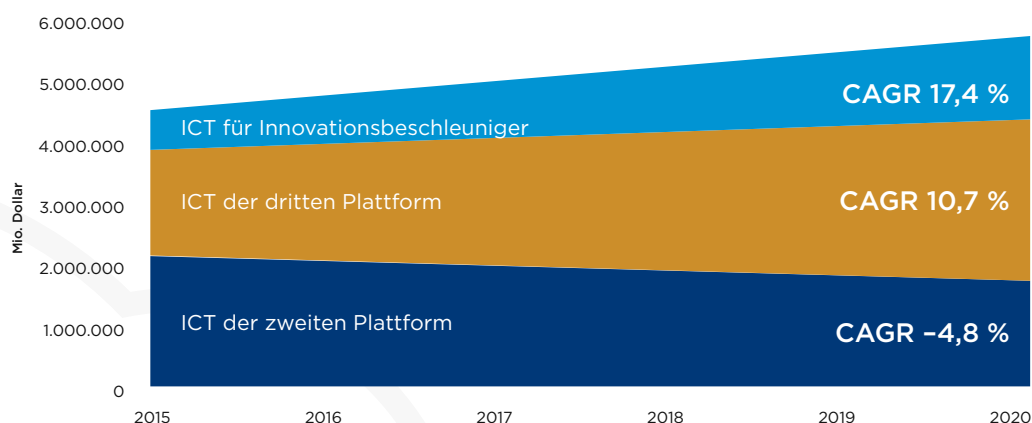 6.000.000
5.000.000
4.000.000
3.000.000
2.000.000
1.000.000
0
Mio. Dollar
ICT für Innovationsbeschleuniger
CAGR 17,4 %
ICT der dritten Plattform
CAGR 10,7 %
ICT der zweiten Plattform
CAGR –4,8 %
2015 2016 2017 2018 2019 2020